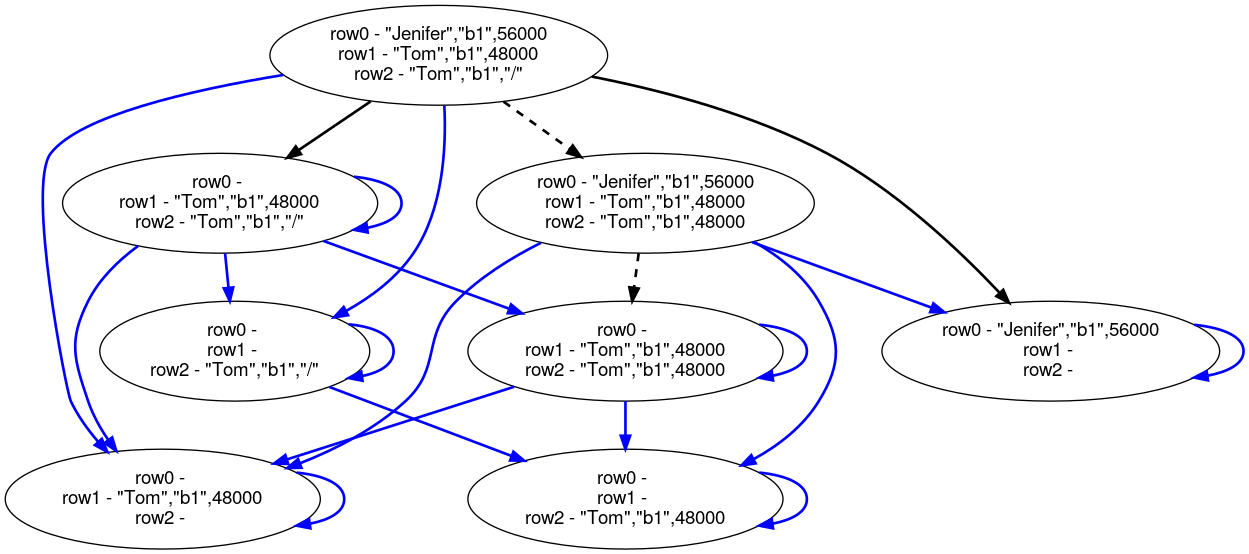 row0 - "Jenifer","b1",56000
row1 - "Tom","b1",48000
row2 - "Tom","b1","/"
row0 -
row1 - "Tom","b1",48000
row2 - "Tom","b1","/"
row0 - "Jenifer","b1",56000
row1 - "Tom","b1",48000
row2 - "Tom","b1",48000
row0 -
row1 -
row2 - "Tom","b1","/"
row0 -
row1 - "Tom","b1",48000
row2 - "Tom","b1",48000
row0 - "Jenifer","b1",56000
row1 -
row2 -
row0 -
row1 - "Tom","b1",48000
row2 -
row0 -
row1 -
row2 - "Tom","b1",48000